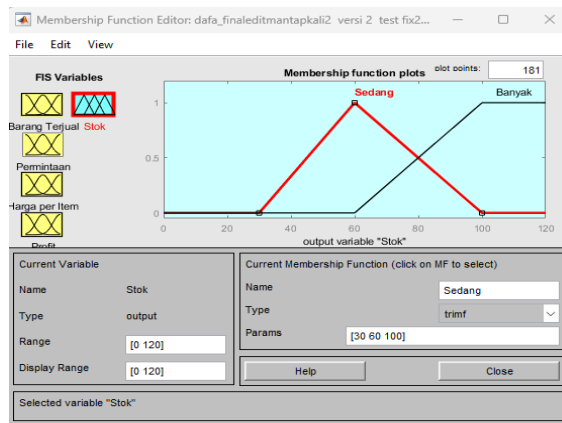 Membership Function Editor: dafa_finaleditmantapkali2 versi 2 test fix2...
File Edit View
FIS Variables
Barang Terjual Stok
Permintaan
Harga per Item
Profit
Membership function plots
plot points: 181
Sedang
Banyak
1
0.5
0
0 20 40 60 80 100 120
output variable "Stok"
Current Variable
Name Stok
Type output
Range [0 120]
Display Range [0 120]
Current Membership Function (click on MF to select)
Name Sedang
Type trimf
Params [30 60 100]
Help Close
Selected variable "Stok"